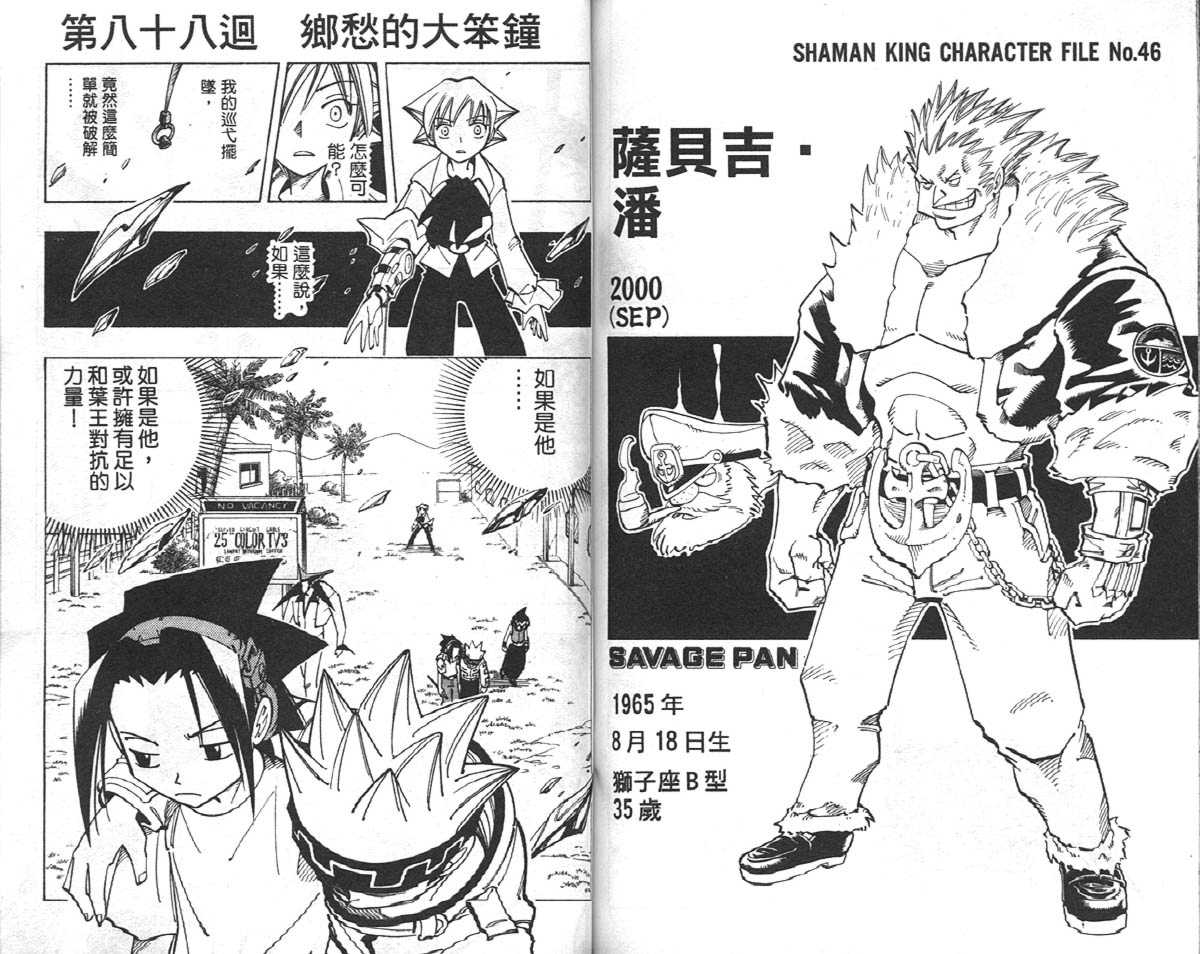 SHAMAN KING CHARACTER FILE No.46
薩貝吉·
潘
2000
(SEP)
SAVAGE PAN
1965年
8月18日生
獅子座B型
35歲
第八十八迴 鄉愁的大笨鐘
怎麼可
能?
我的巡弋擺
墜,
竟然這麼簡
單就被破解
⋯⋯
這麼說,
如果⋯⋯
如果是他
⋯⋯
如果是他,
或許擁有足以
和葉王對抗的
力量!
NO VACANCY
25" COLOR TV'S